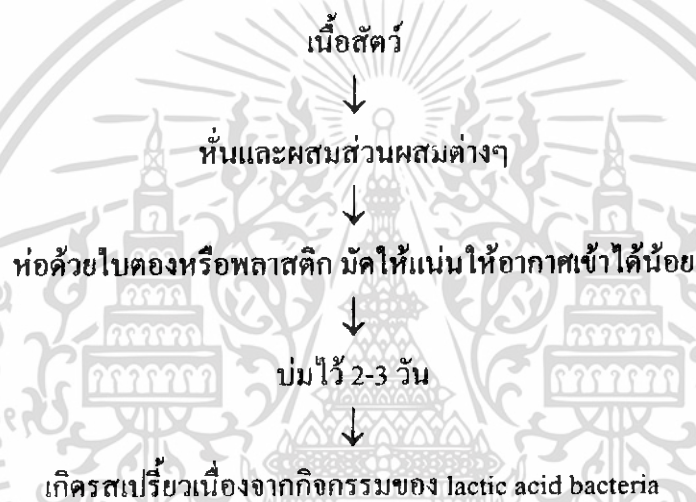 เนื้อสัตว์
หั่นและผสมส่วนผสมต่างๆ
ห่อด้วยใบตองหรือพลาสติก มัดให้แน่นให้อากาศเข้าได้น้อย
บ่มไว้ 2-3 วัน
เกิดรสเปรี้ยวเนื่องจากกิจกรรมของ lactic acid bacteria